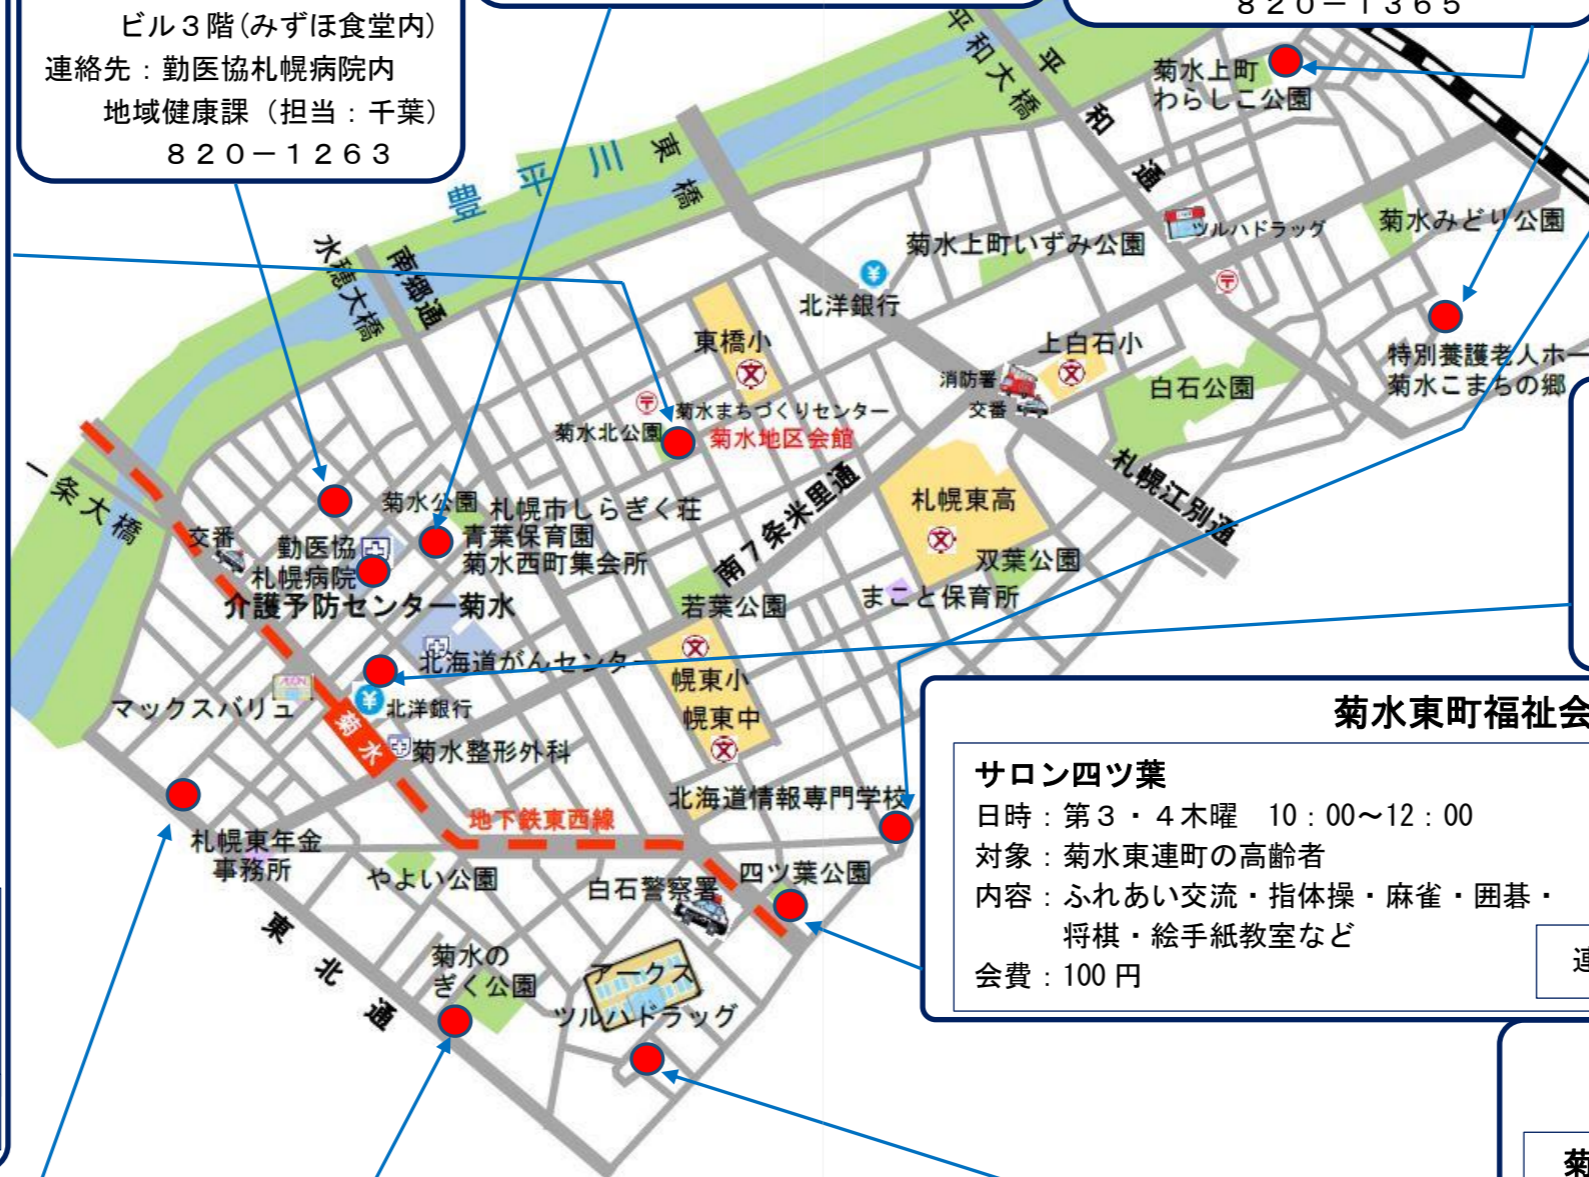 ビル３階(みずほ食堂内)
連絡先：勤医協札幌病院内
地域健康課（担当：千葉）
８２０－１２６３
８２０－１３６５
平和大橋
平和通
菊水上町
わらしこ公園
豊平川
東橋
水穂大橋
南郷通
菊水上町いずみ公園
ツルハドラッグ
菊水みどり公園
北洋銀行
東橋小
上白石小
消防署
交番
白石公園
特別養護老人ホー
菊水こまちの郷
菊水まちづくりセンター
菊水北公園
菊水地区会館
一条大橋
交番
菊水公園
札幌市しらぎく荘
青葉保育園
菊水西町集会所
勤医協
札幌病院
介護予防センター菊水
南７条米里通
札幌東高
札幌江別通
双葉公園
まこと保育所
若葉公園
北海道がんセンター
幌東小
幌東中
マックスバリュ
北洋銀行
菊水
菊水整形外科
北海道情報専門学校
地下鉄東西線
札幌東年金
事務所
やよい公園
白石警察署
四ツ葉公園
東北通
菊水の
ぎく公園
アークス
ツルハドラッグ
菊水東町福祉会
サロン四ツ葉
日時：第３・４木曜　10：00～12：00
対象：菊水東連町の高齢者
内容：ふれあい交流・指体操・麻雀・囲碁・
将棋・絵手紙教室など
会費：100 円
連
菊